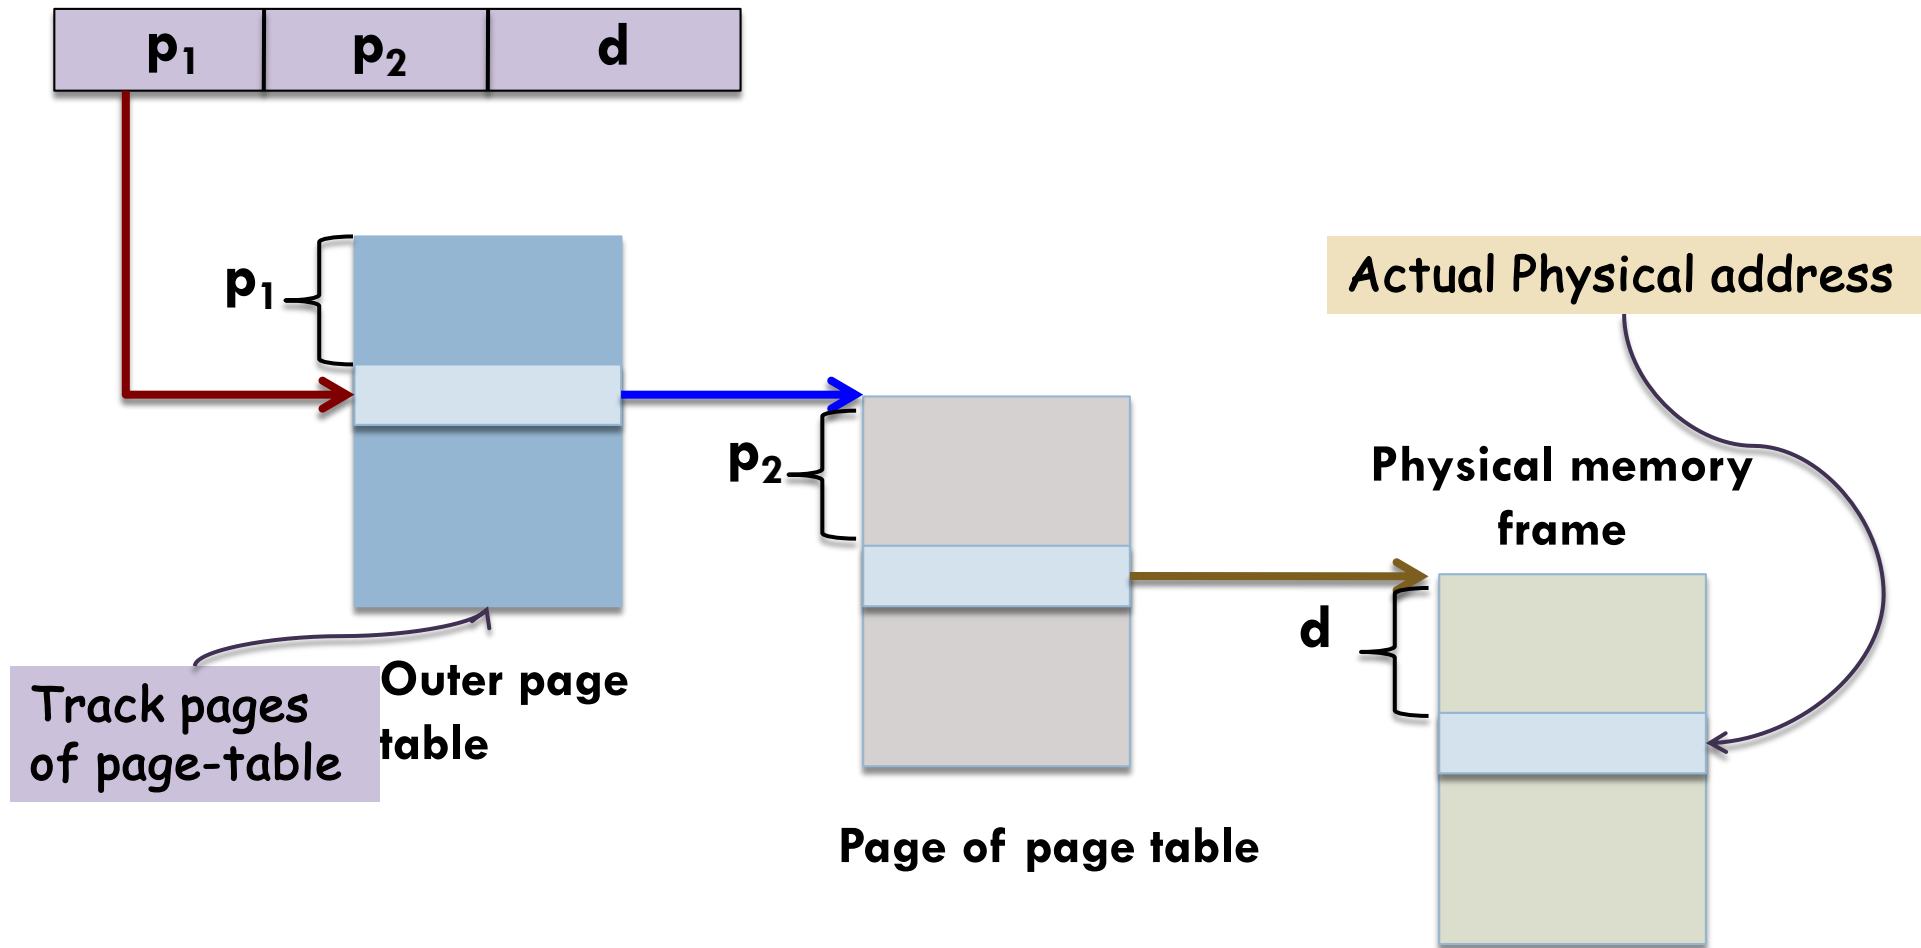 p₁ p₂ d
p₁
Actual Physical address
p₂
Physical memory
frame
d
Outer page
table
Track pages
of page-table
Page of page table